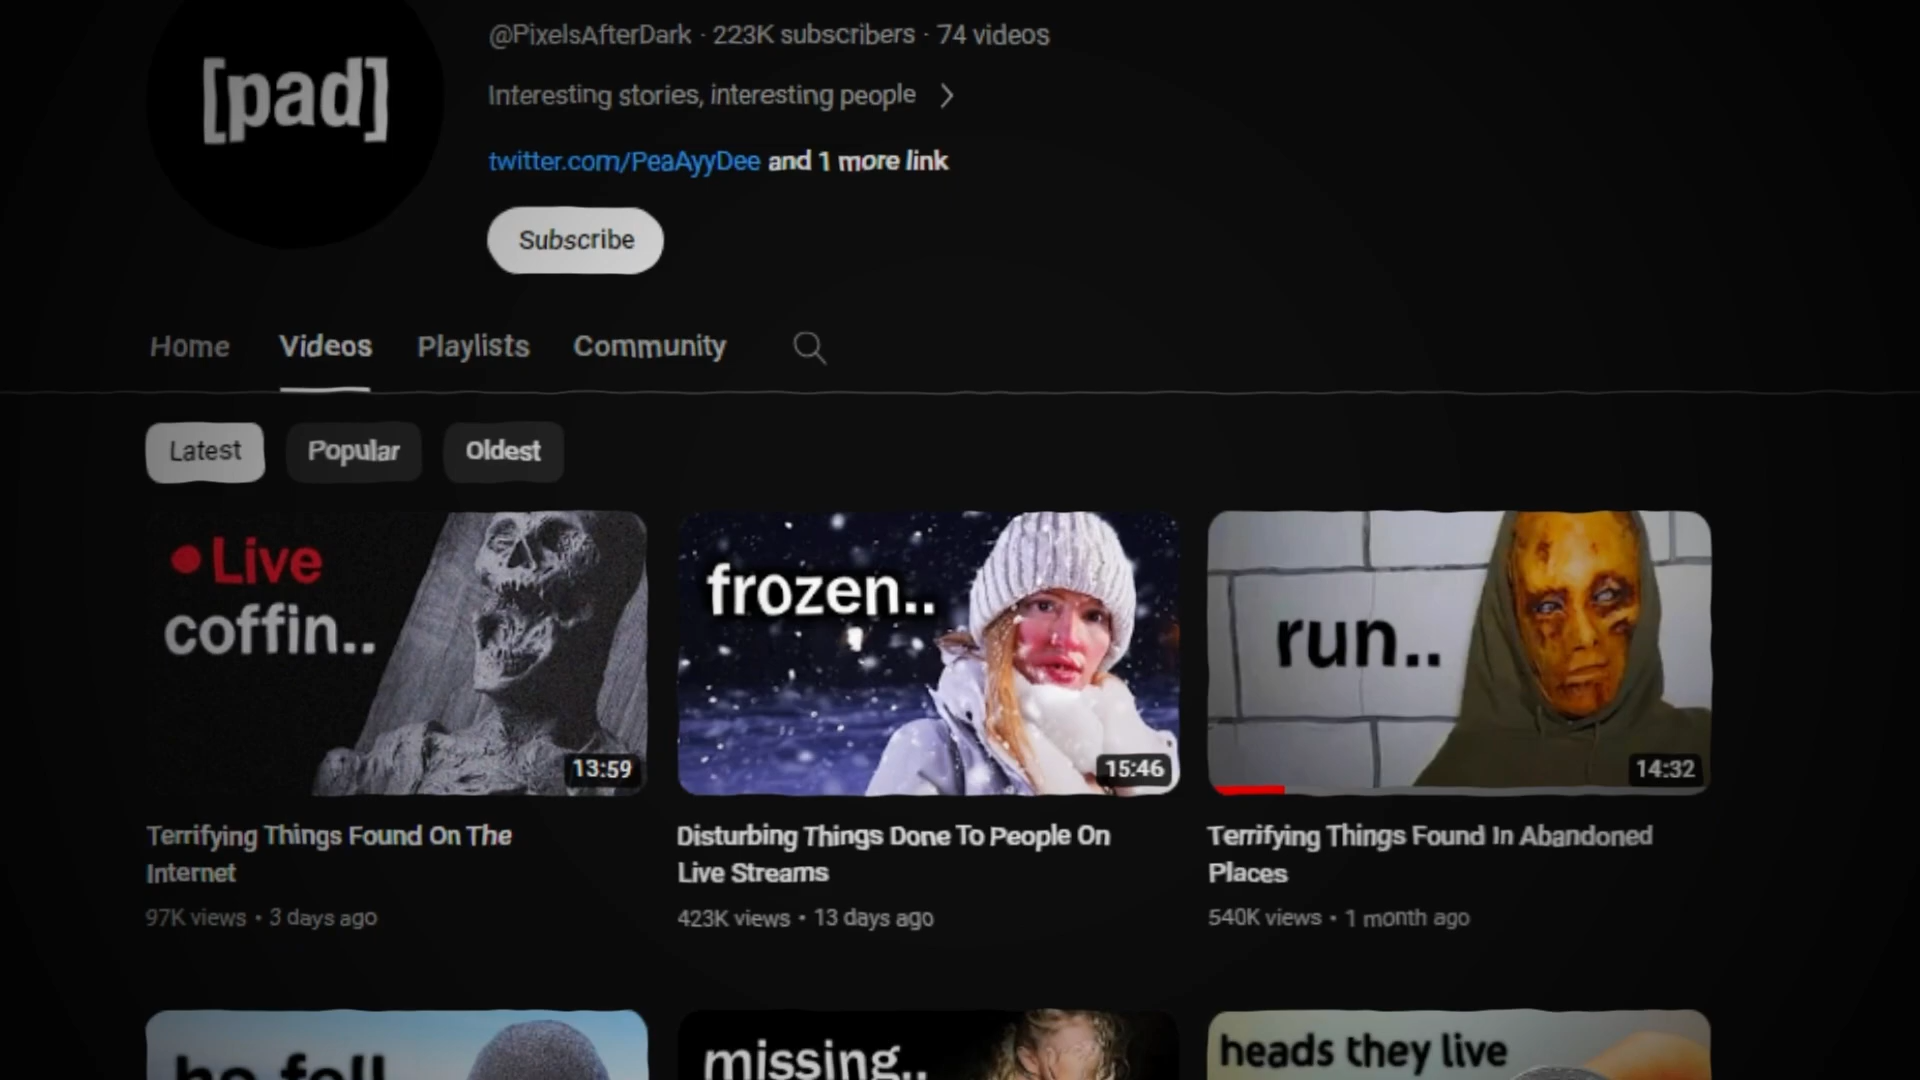 [pad]
@PixelsAfterDark · 223K subscribers · 74 videos
Interesting stories, interesting people
twitter.com/PeaAyyDee and 1 more link
Subscribe
Home Videos Playlists Community
Latest Popular Oldest
Live
coffin..
13:59
frozen..
15:46
run..
14:32
Terrifying Things Found On The
Internet
97K views • 3 days ago
Disturbing Things Done To People On
Live Streams
423K views • 13 days ago
Terrifying Things Found In Abandoned
Places
540K views • 1 month ago
he fell
missing..
heads they live